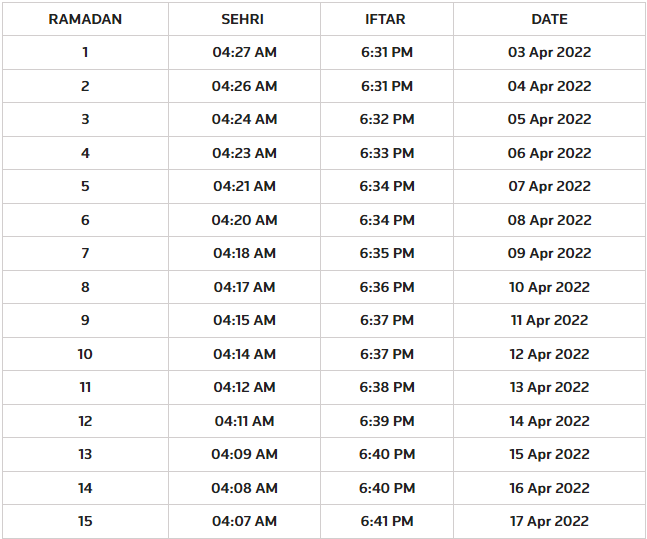 RAMADAN SEHRI IFTAR DATE
1 04:27 AM 6:31 PM 03 Apr 2022
2 04:26 AM 6:31 PM 04 Apr 2022
3 04:24 AM 6:32 PM 05 Apr 2022
4 04:23 AM 6:33 PM 06 Apr 2022
5 04:21 AM 6:34 PM 07 Apr 2022
6 04:20 AM 6:34 PM 08 Apr 2022
7 04:18 AM 6:35 PM 09 Apr 2022
8 04:17 AM 6:36 PM 10 Apr 2022
9 04:15 AM 6:37 PM 11 Apr 2022
10 04:14 AM 6:37 PM 12 Apr 2022
11 04:12 AM 6:38 PM 13 Apr 2022
12 04:11 AM 6:39 PM 14 Apr 2022
13 04:09 AM 6:40 PM 15 Apr 2022
14 04:08 AM 6:40 PM 16 Apr 2022
15 04:07 AM 6:41 PM 17 Apr 2022